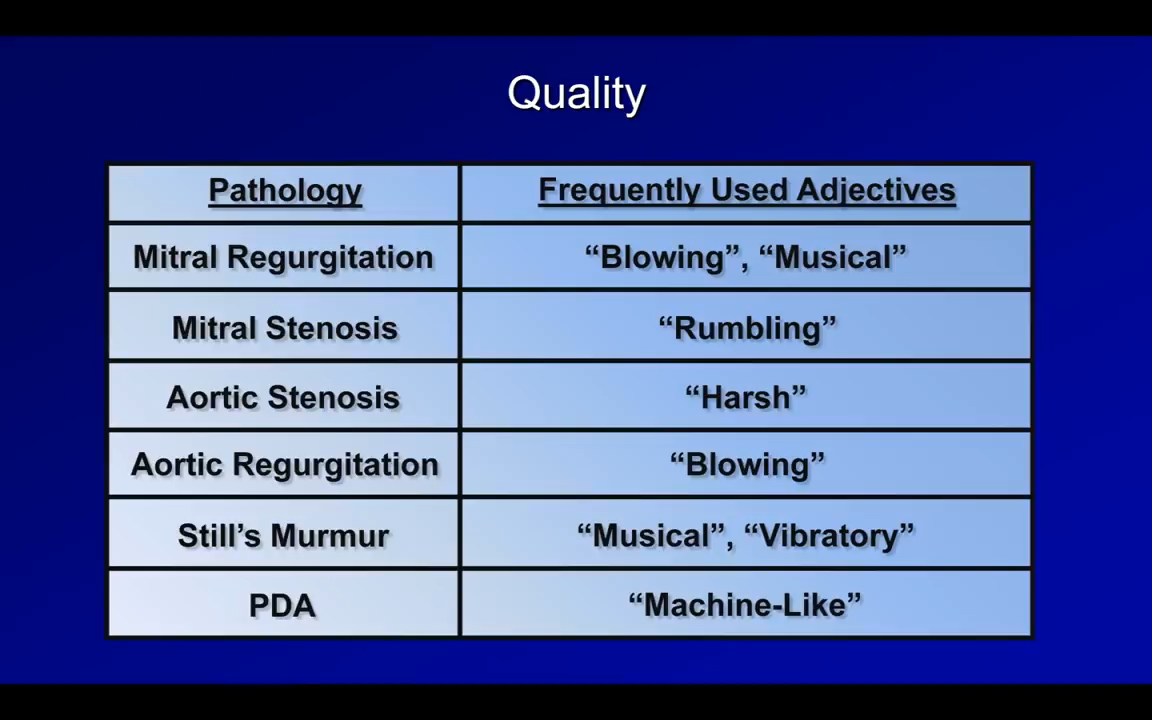 Quality
Pathology Frequently Used Adjectives
Mitral Regurgitation “Blowing”, “Musical”
Mitral Stenosis “Rumbling”
Aortic Stenosis “Harsh”
Aortic Regurgitation “Blowing”
Still’s Murmur “Musical”, “Vibratory”
PDA “Machine-Like”